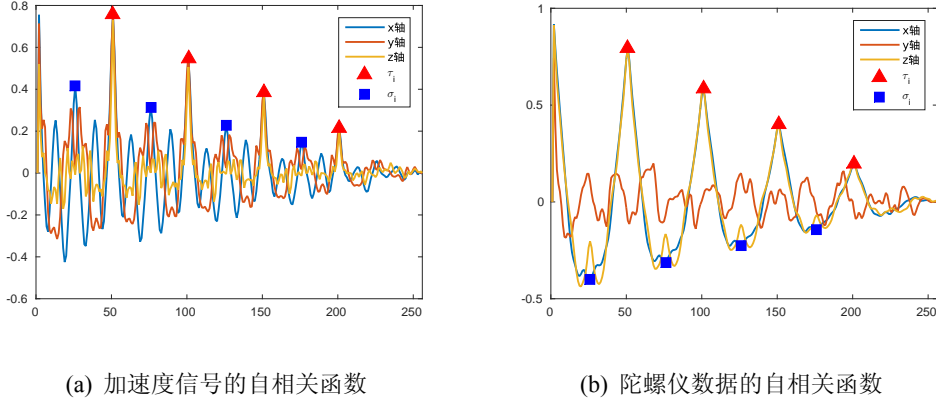 0.8
0.6
0.4
0.2
0
-0.2
-0.4
-0.6
0 50 100 150 200 250
x轴
y轴
z轴
τi
σi
(a) 加速度信号的自相关函数
1
0.5
0
-0.5
0 50 100 150 200 250
x轴
y轴
z轴
τi
σi
(b) 陀螺仪数据的自相关函数